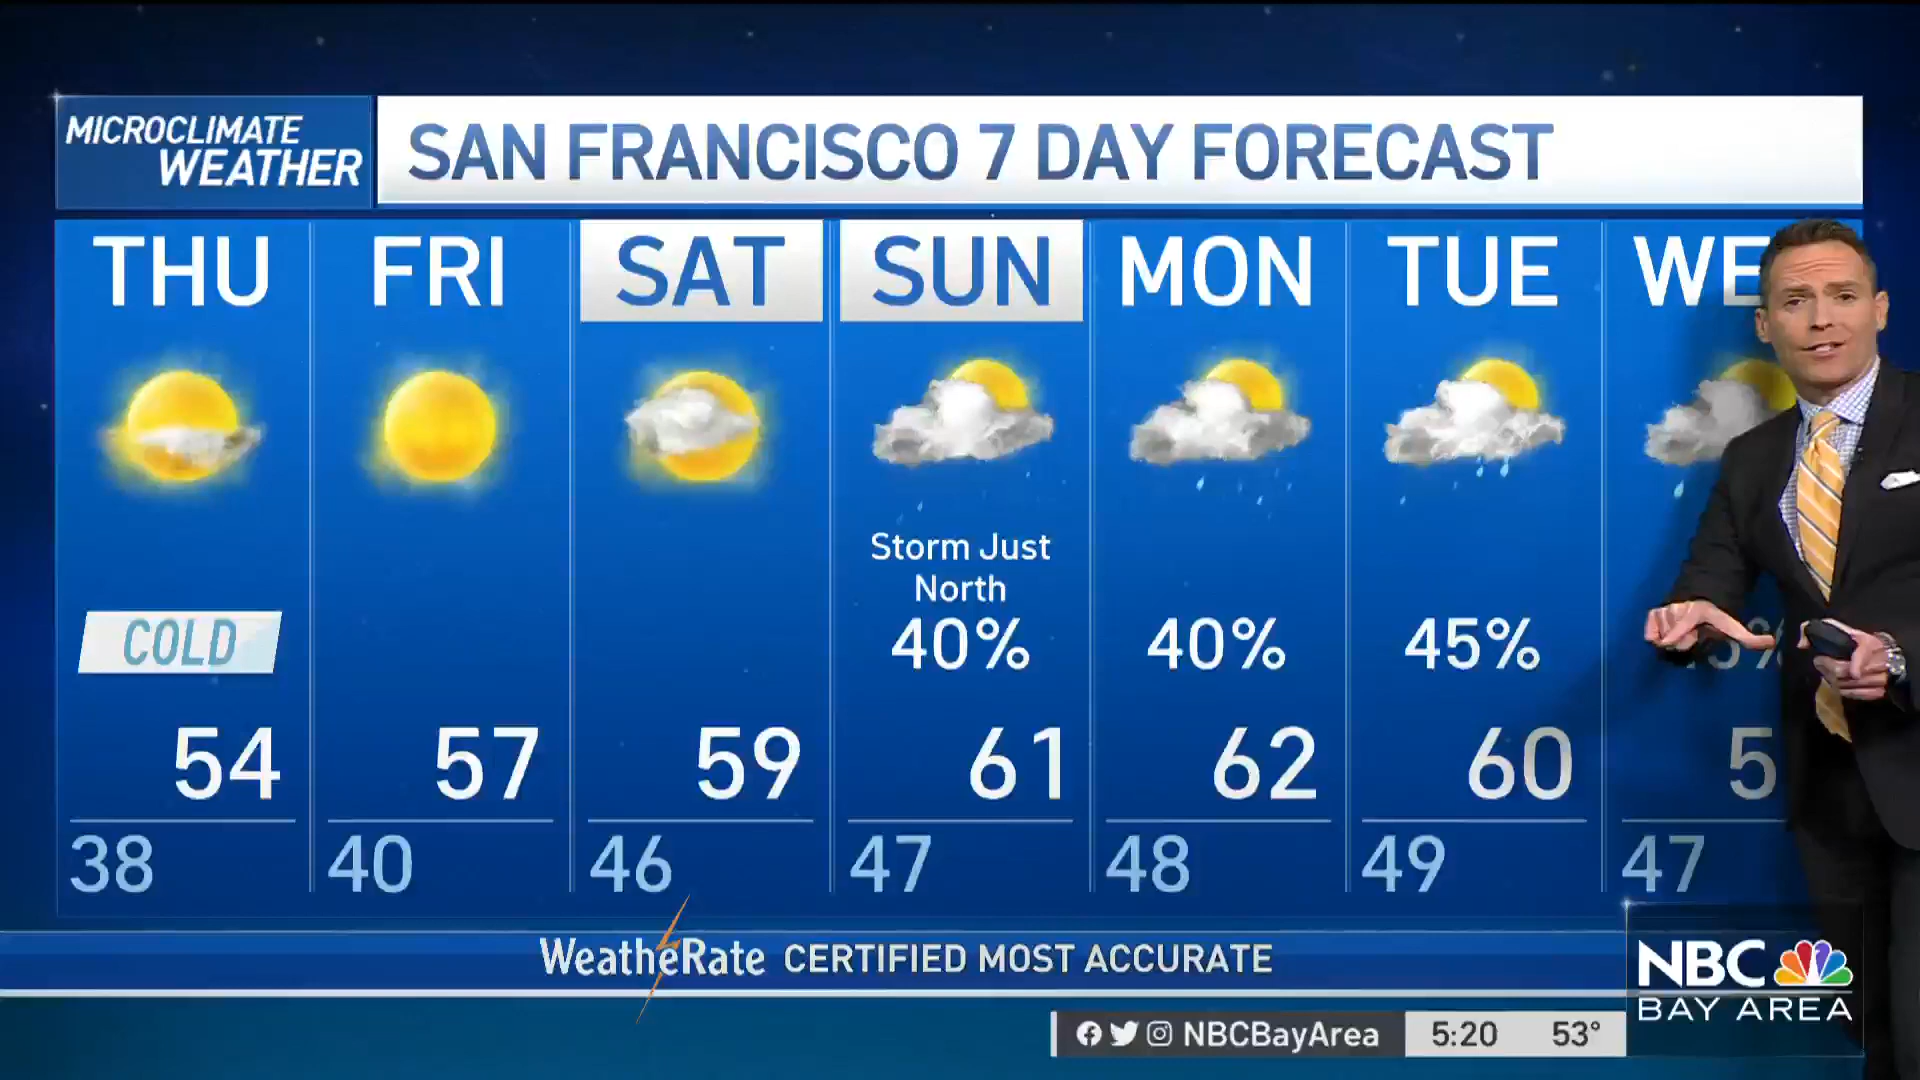 MICROCLIMATE
WEATHER
SAN FRANCISCO 7 DAY FORECAST
THU
FRI
SAT
SUN
MON
TUE
WE
Storm Just
North
COLD
40%
40%
45%
54
57
59
61
62
60
5
38
40
46
47
48
49
47
WeatheRate CERTIFIED MOST ACCURATE
NBC
BAY AREA
NBCBayArea
5:20
53°